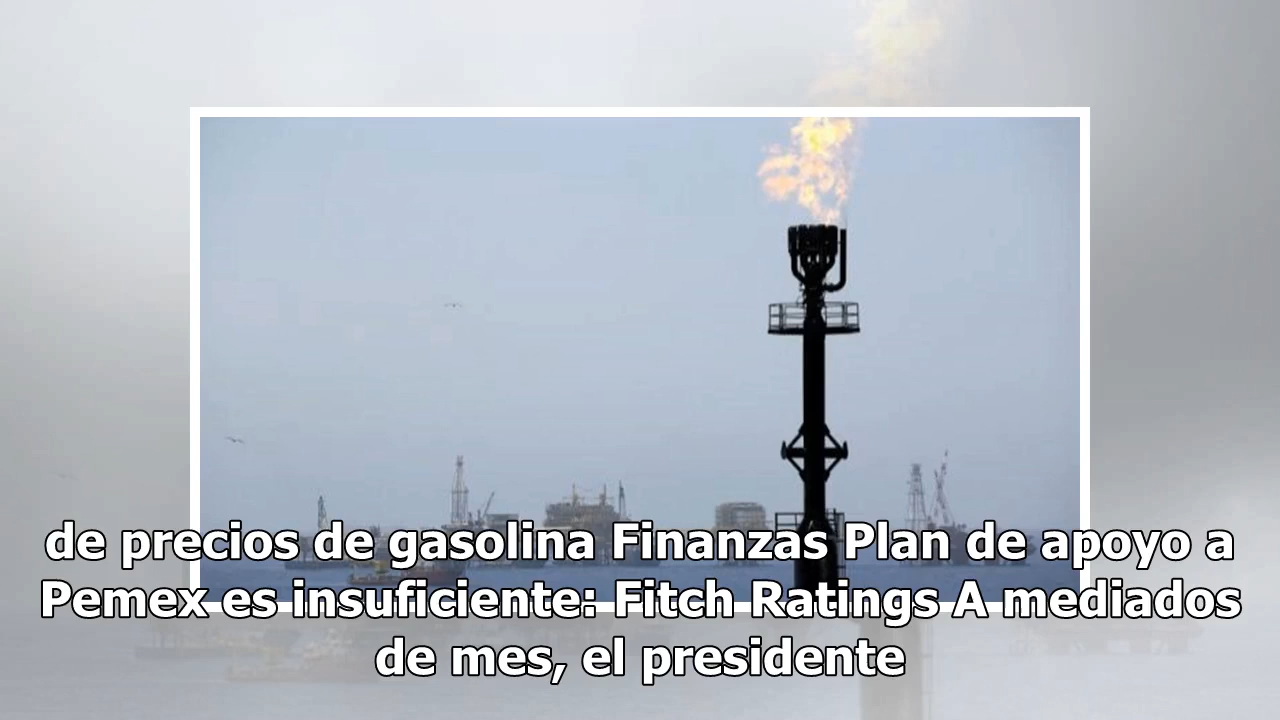 de precios de gasolina Finanzas Plan de apoyo a
Pemex es insuficiente: Fitch Ratings A mediados
de mes, el presidente